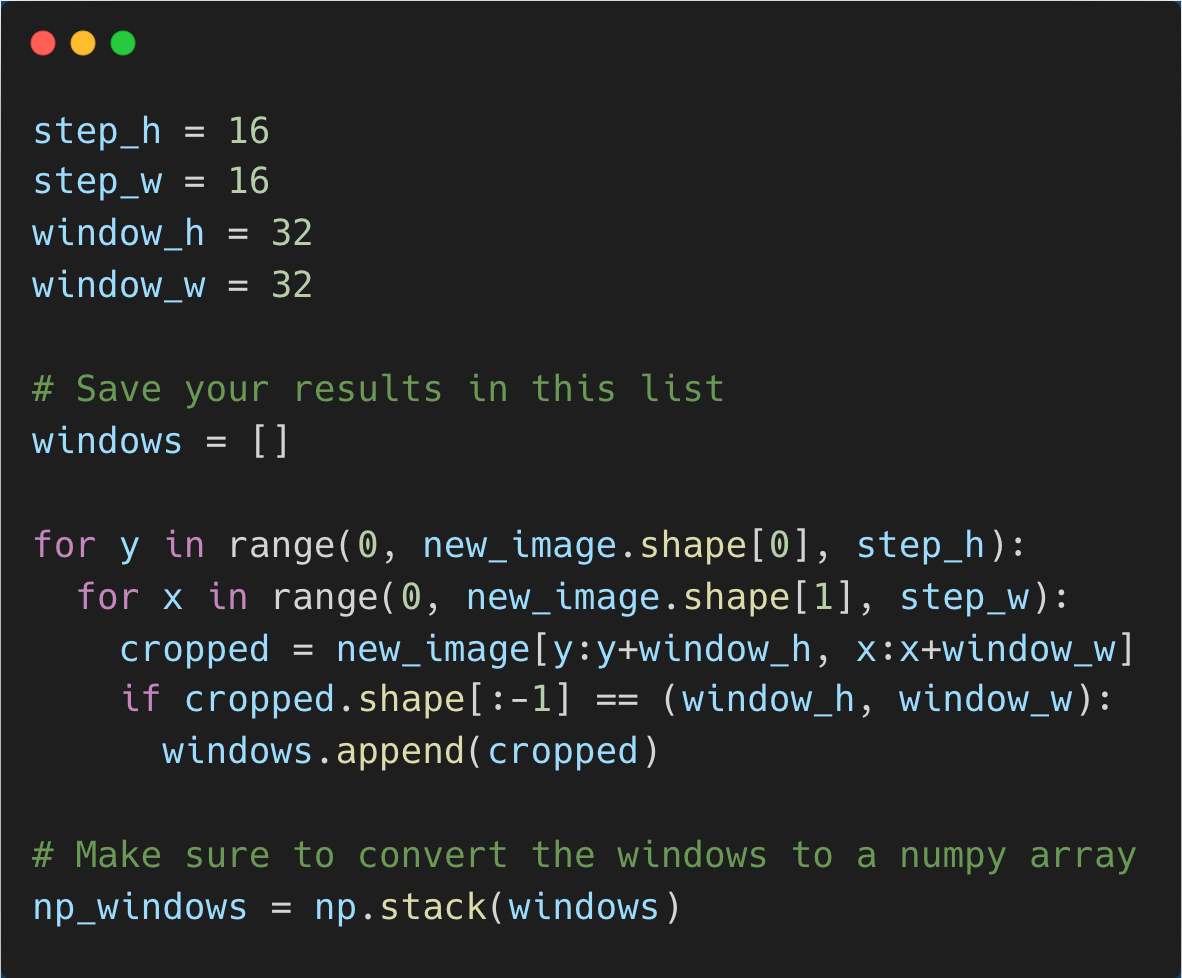 step_h = 16
step_w = 16
window_h = 32
window_w = 32
# Save your results in this list
windows = []
for y in range(0, new_image.shape[0], step_h):
  for x in range(0, new_image.shape[1], step_w):
    cropped = new_image[y:y+window_h, x:x+window_w]
    if cropped.shape[:-1] == (window_h, window_w):
      windows.append(cropped)
# Make sure to convert the windows to a numpy array
np_windows = np.stack(windows)